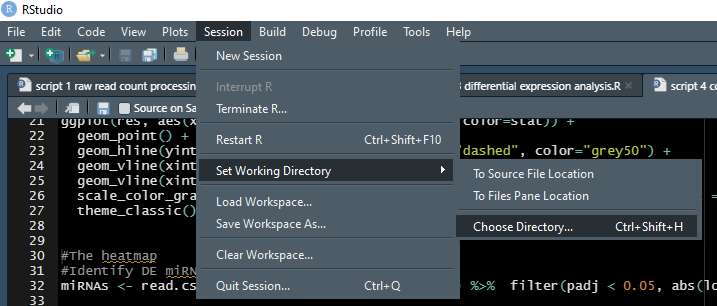 RStudio
File Edit Code View Plots Session Build Debug Profile Tools Help
New Session
Interrupt R
Terminate R...
Restart R Ctrl+Shift+F10
Set Working Directory
To Source File Location
To Files Pane Location
Choose Directory... Ctrl+Shift+H
Load Workspace...
Save Workspace As...
Clear Workspace...
Quit Session... Ctrl+Q
script 1 raw read count processin
differential expression analysis.R × script 4 co
Source on Sa
21 ggplot(res, aes(x color=stat)) +
22 geom_point() +
23 geom_hline(yint "dashed", color="grey50") +
24 geom_vline(xint
25 geom_vline(xint
26 scale_color_gra =
27 theme_classic()
28
29
30 #The heatmap
31 #Identify DE miRN
32 miRNAs <- read.cs ) %>% filter(padj < 0.05, abs(lo
33